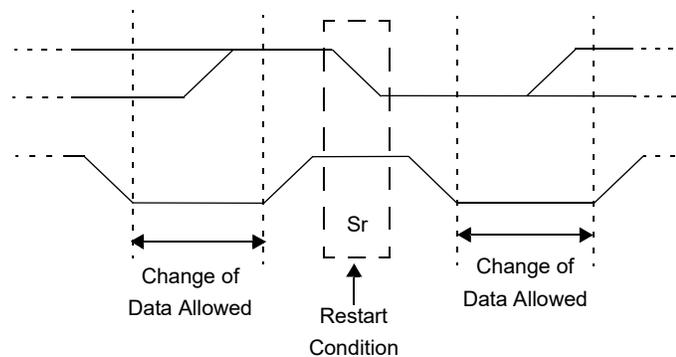 Sr
Change of
Data Allowed
Restart
Condition
Change of
Data Allowed